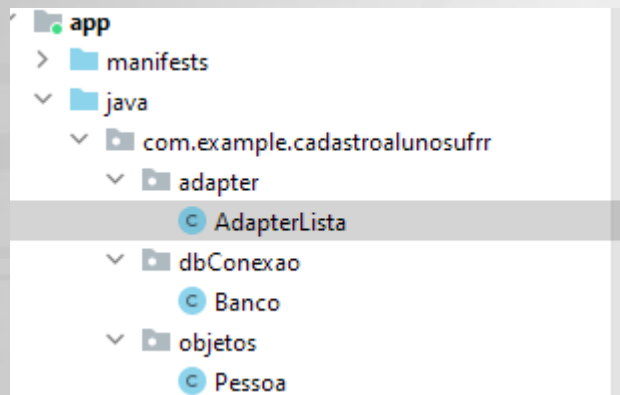 app
manifests
java
com.example.cadastroalunosufrr
adapter
C AdapterLista
dbConexao
C Banco
objetos
C Pessoa